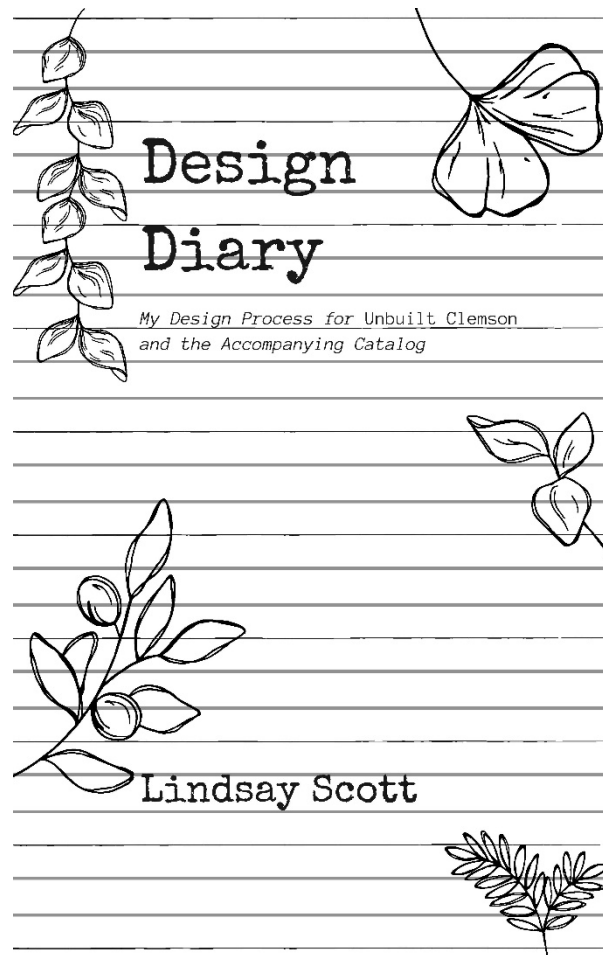 Design
Diary
My Design Process for Unbuilt Clemson
and the Accompanying Catalog
Lindsay Scott